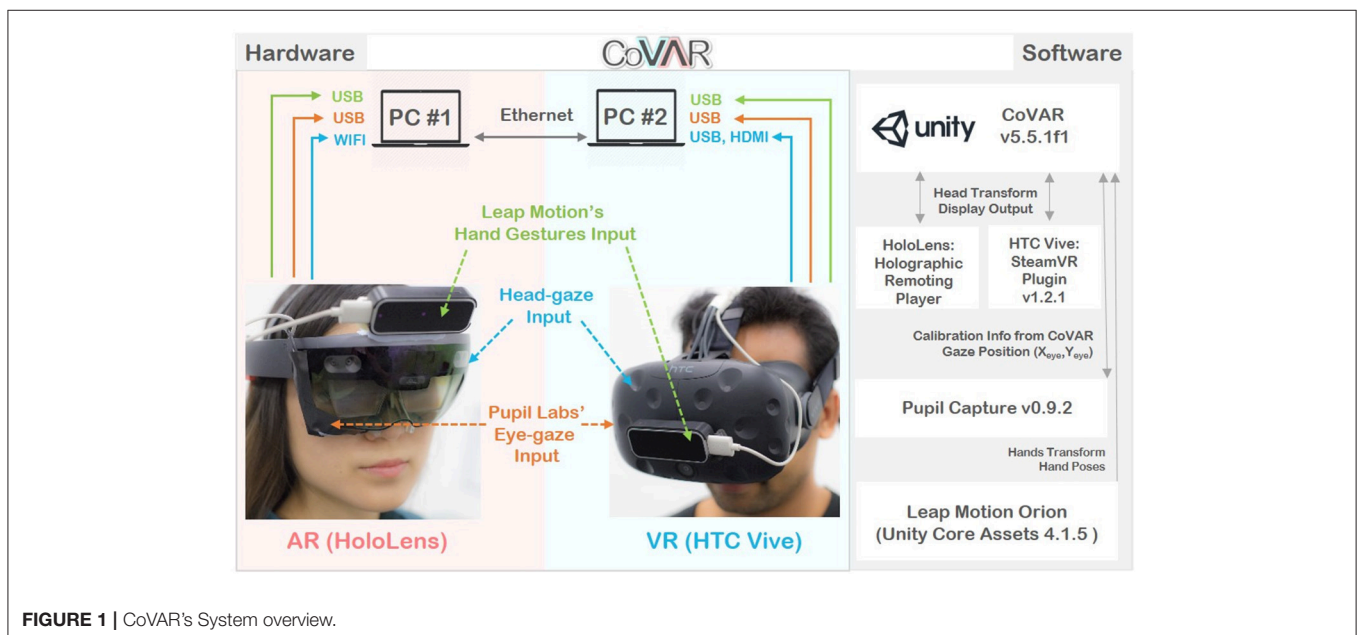 Hardware
CoVAR
Software
USB
USB
WIFI
PC #1
Ethernet
PC #2
USB
USB
USB, HDMI
Leap Motion's
Hand Gestures Input
Head-gaze
Input
Pupil Labs'
Eye-gaze
Input
hTC
AR (HoloLens)
VR (HTC Vive)
unity
CoVAR
v5.5.1f1
Head Transform
Display Output
HoloLens:
Holographic
Remoting
Player
HTC Vive:
SteamVR
Plugin
v1.2.1
Calibration Info from CoVAR
Gaze Position (Xeye,Yeye)
Pupil Capture v0.9.2
Hands Transform
Hand Poses
Leap Motion Orion
(Unity Core Assets 4.1.5 )
FIGURE 1 | CoVAR's System overview.